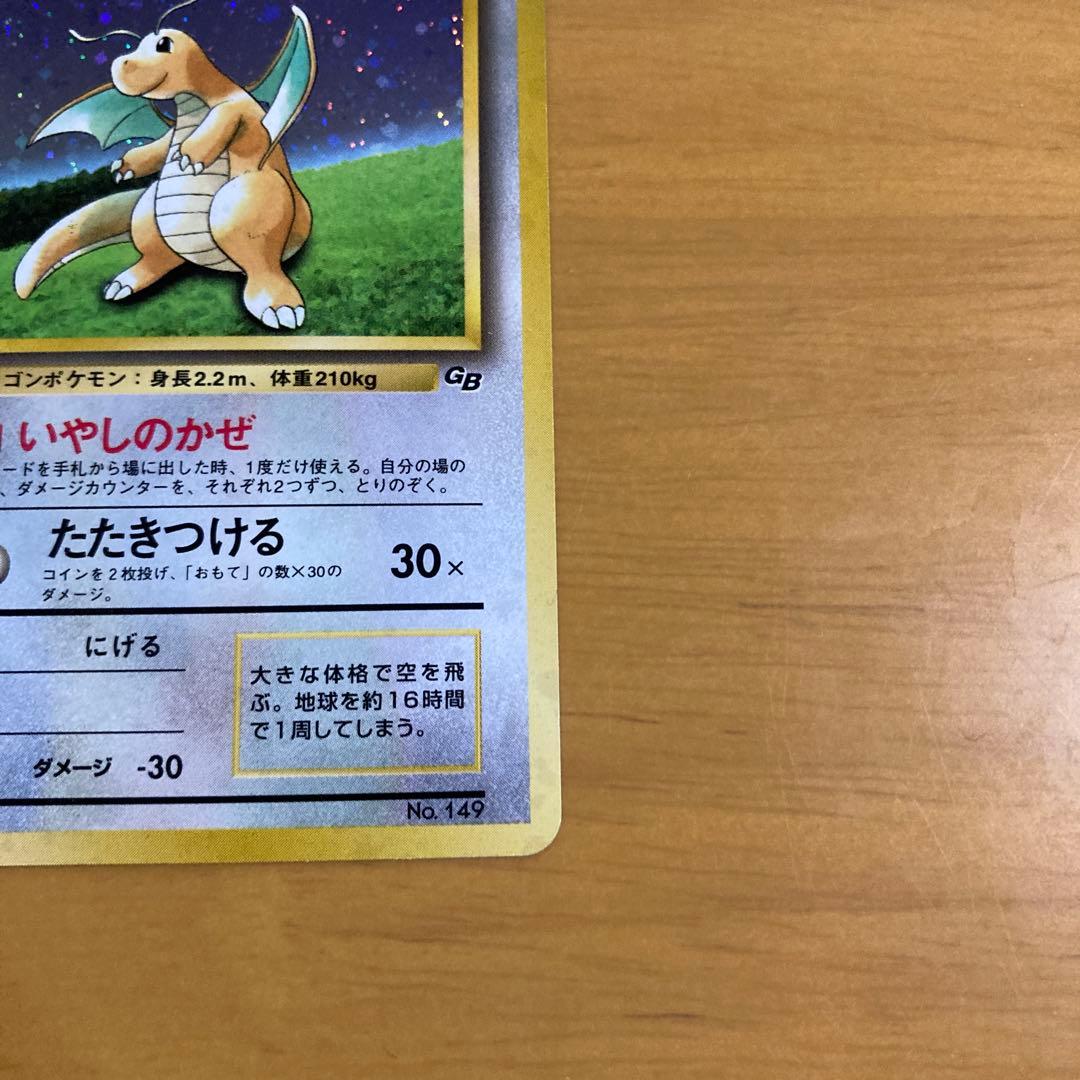 ゴンポケモン：身長2.2m、体重210kg
GB
いやしのかぜ
ードを手札から場に出した時、1度だけ使える。自分の場の
、ダメージカウンターを、それぞれ2つずつ、とりのぞく。
たたきつける
30×
コインを2枚投げ、「おもて」の数×30の
ダメージ。
にげる
大きな体格で空を飛
ぶ。地球を約16時間
で1周してしまう。
ダメージ -30
No. 149